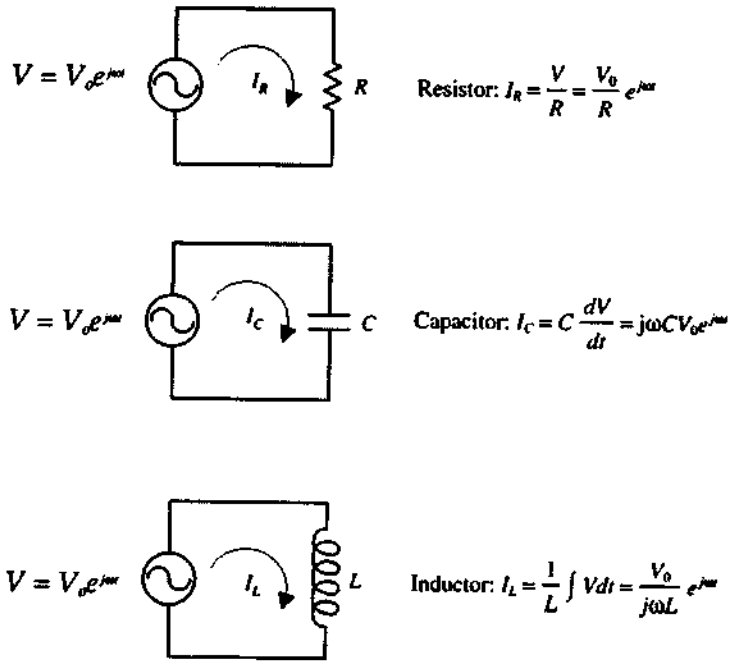 V = V₀e^{jωt}
I_R
R
Resistor: I_R = V/R = V₀/R e^{jωt}
V = V₀e^{jωt}
I_C
C
Capacitor: I_C = C dV/dt = jωCV₀e^{jωt}
V = V₀e^{jωt}
I_L
L
Inductor: I_L = 1/L ∫ Vdt = V₀/jωL e^{jωt}